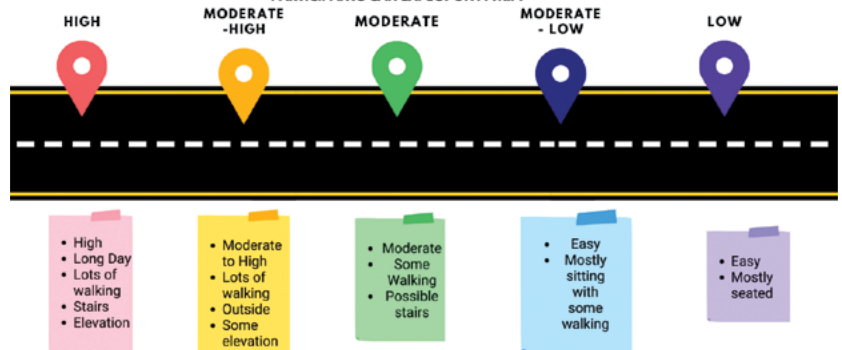 HIGH
MODERATE
-HIGH
MODERATE
MODERATE
- LOW
LOW
• High
• Long Day
• Lots of
walking
• Stairs
• Elevation
• Moderate
to High
• Lots of
walking
• Outside
• Some
elevation
• Moderate
• Some
Walking
• Possible
stairs
• Easy
• Mostly
sitting
with
some
walking
• Easy
• Mostly
seated